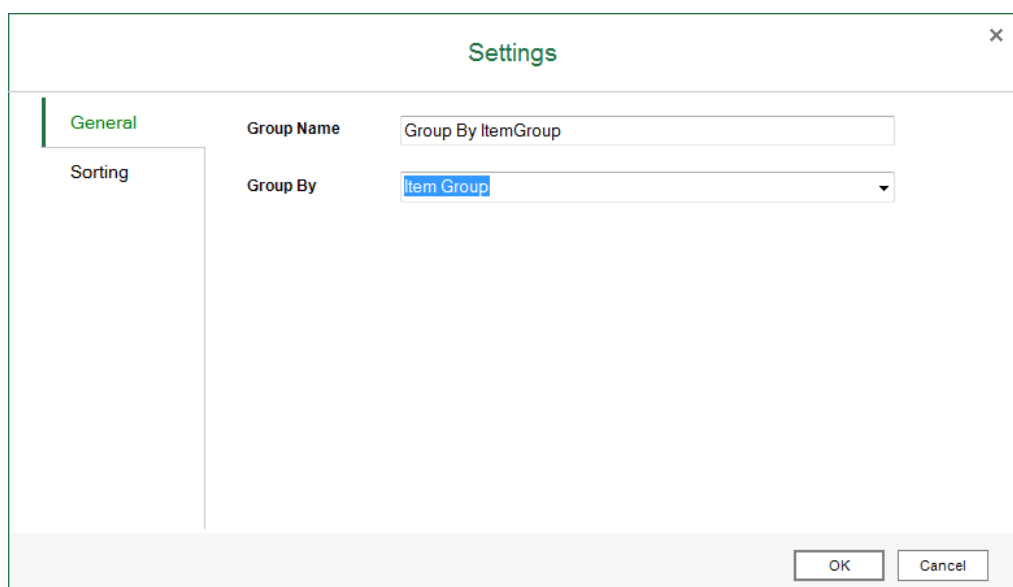 Settings
General
Group Name
Group By ItemGroup
Sorting
Group By
Item Group
OK
Cancel